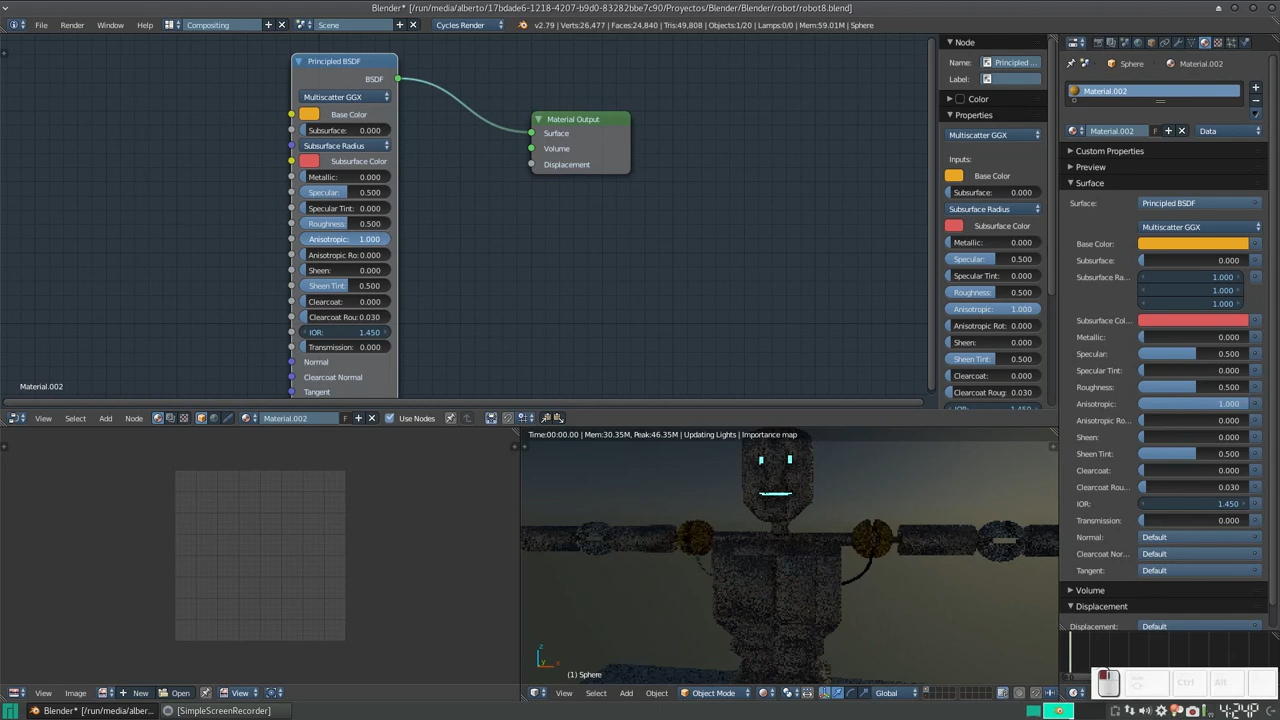 Blender* [/run/media/alberto/17bdade6-1218-4207-b9d0-83282bbe7c90/Proyectos/Blender/Blender/robot/robot8.blend]
File Render Window Help Compositing Scene Cycles Render v2.79 | Verts:26,477 | Faces:24,840 | Tris:49,808 | Objects:1/20 | Lamps:0/0 | Mem:59.01M | Sphere
Principled BSDF
BSDF
Multiscatter GGX
Base Color
Subsurface: 0.000
Subsurface Radius
Subsurface Color
Metallic: 0.000
Specular: 0.500
Specular Tint: 0.000
Roughness: 0.500
Anisotropic: 1.000
Anisotropic Ro: 0.000
Sheen: 0.000
Sheen Tint: 0.500
Clearcoat: 0.000
Clearcoat Rou: 0.030
IOR: 1.450
Transmission: 0.000
Normal
Clearcoat Normal
Tangent
Material Output
Surface
Volume
Displacement
Material.002
View Select Add Node Material.002 F Use Nodes
Node
Name: Principled ...
Label:
Color
Properties
Multiscatter GGX
Inputs:
Base Color
Subsurface: 0.000
Subsurface Radius
Subsurface Color
Metallic: 0.000
Specular: 0.500
Specular Tint: 0.000
Roughness: 0.500
Anisotropic: 1.000
Anisotropic Rot: 0.000
Sheen: 0.000
Sheen Tint: 0.500
Clearcoat: 0.000
Clearcoat Roug: 0.030
IOR: 1.450
Sphere Material.002
Material.002
Material.002 F Data
Custom Properties
Preview
Surface
Surface: Principled BSDF
Multiscatter GGX
Base Color:
Subsurface: 0.000
Subsurface Ra... 1.000
1.000
1.000
Subsurface Col...
Metallic: 0.000
Specular: 0.500
Specular Tint: 0.000
Roughness: 0.500
Anisotropic: 1.000
Anisotropic Ro... 0.000
Sheen: 0.000
Sheen Tint: 0.500
Clearcoat: 0.000
Clearcoat Rou... 0.030
IOR: 1.450
Transmission: 0.000
Normal: Default
Clearcoat Nor... Default
Tangent: Default
Volume
Displacement
Displacement: Default
Time:00:00.00 | Mem:30.35M, Peak:46.35M | Updating Lights | Importance map
z
y
x
(1) Sphere
View Image New Open View
View Select Add Object Object Mode Global
Ctrl Alt
Blender* [/run/media/alber... [SimpleScreenRecorder]
4:24:49